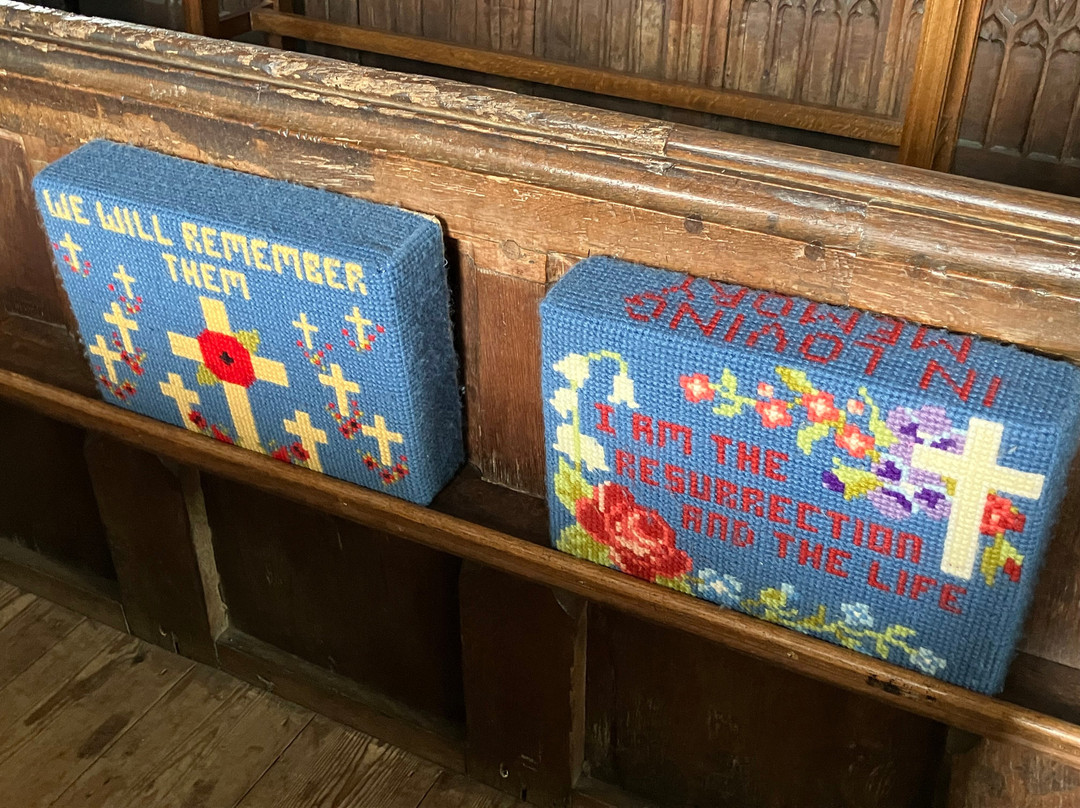 WE WILL REMEMBER
THEM
IN
LOVING
MEMORY
I AM THE
RESURRECTION
AND THE LIFE